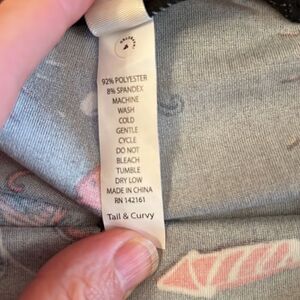 92% POLYESTER
8% SPANDEX
MACHINE
WASH
COLD
GENTLE
CYCLE
DO NOT
BLEACH
TUMBLE
DRY LOW
MADE IN CHINA
RN 142161
Tall & Curvy